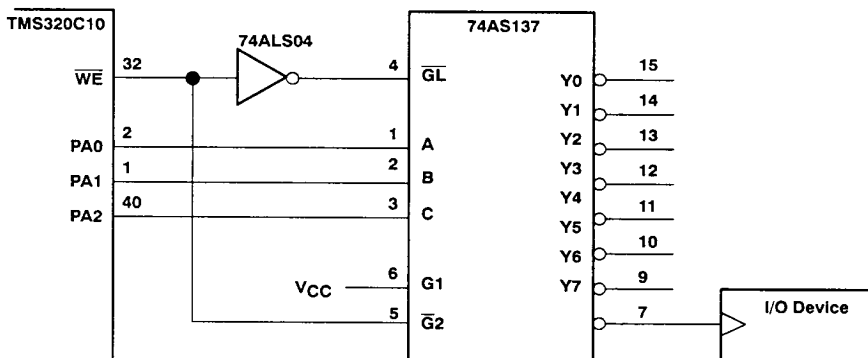 TMS320C10
74AS137
74ALS04
WE
32
4
GL
Y0
15
Y1
14
PA0
2
1
A
Y2
13
PA1
1
2
B
Y3
12
PA2
40
3
C
Y4
11
Y5
10
VCC
6
G1
Y6
9
Y7
7
5
G2
I/O Device